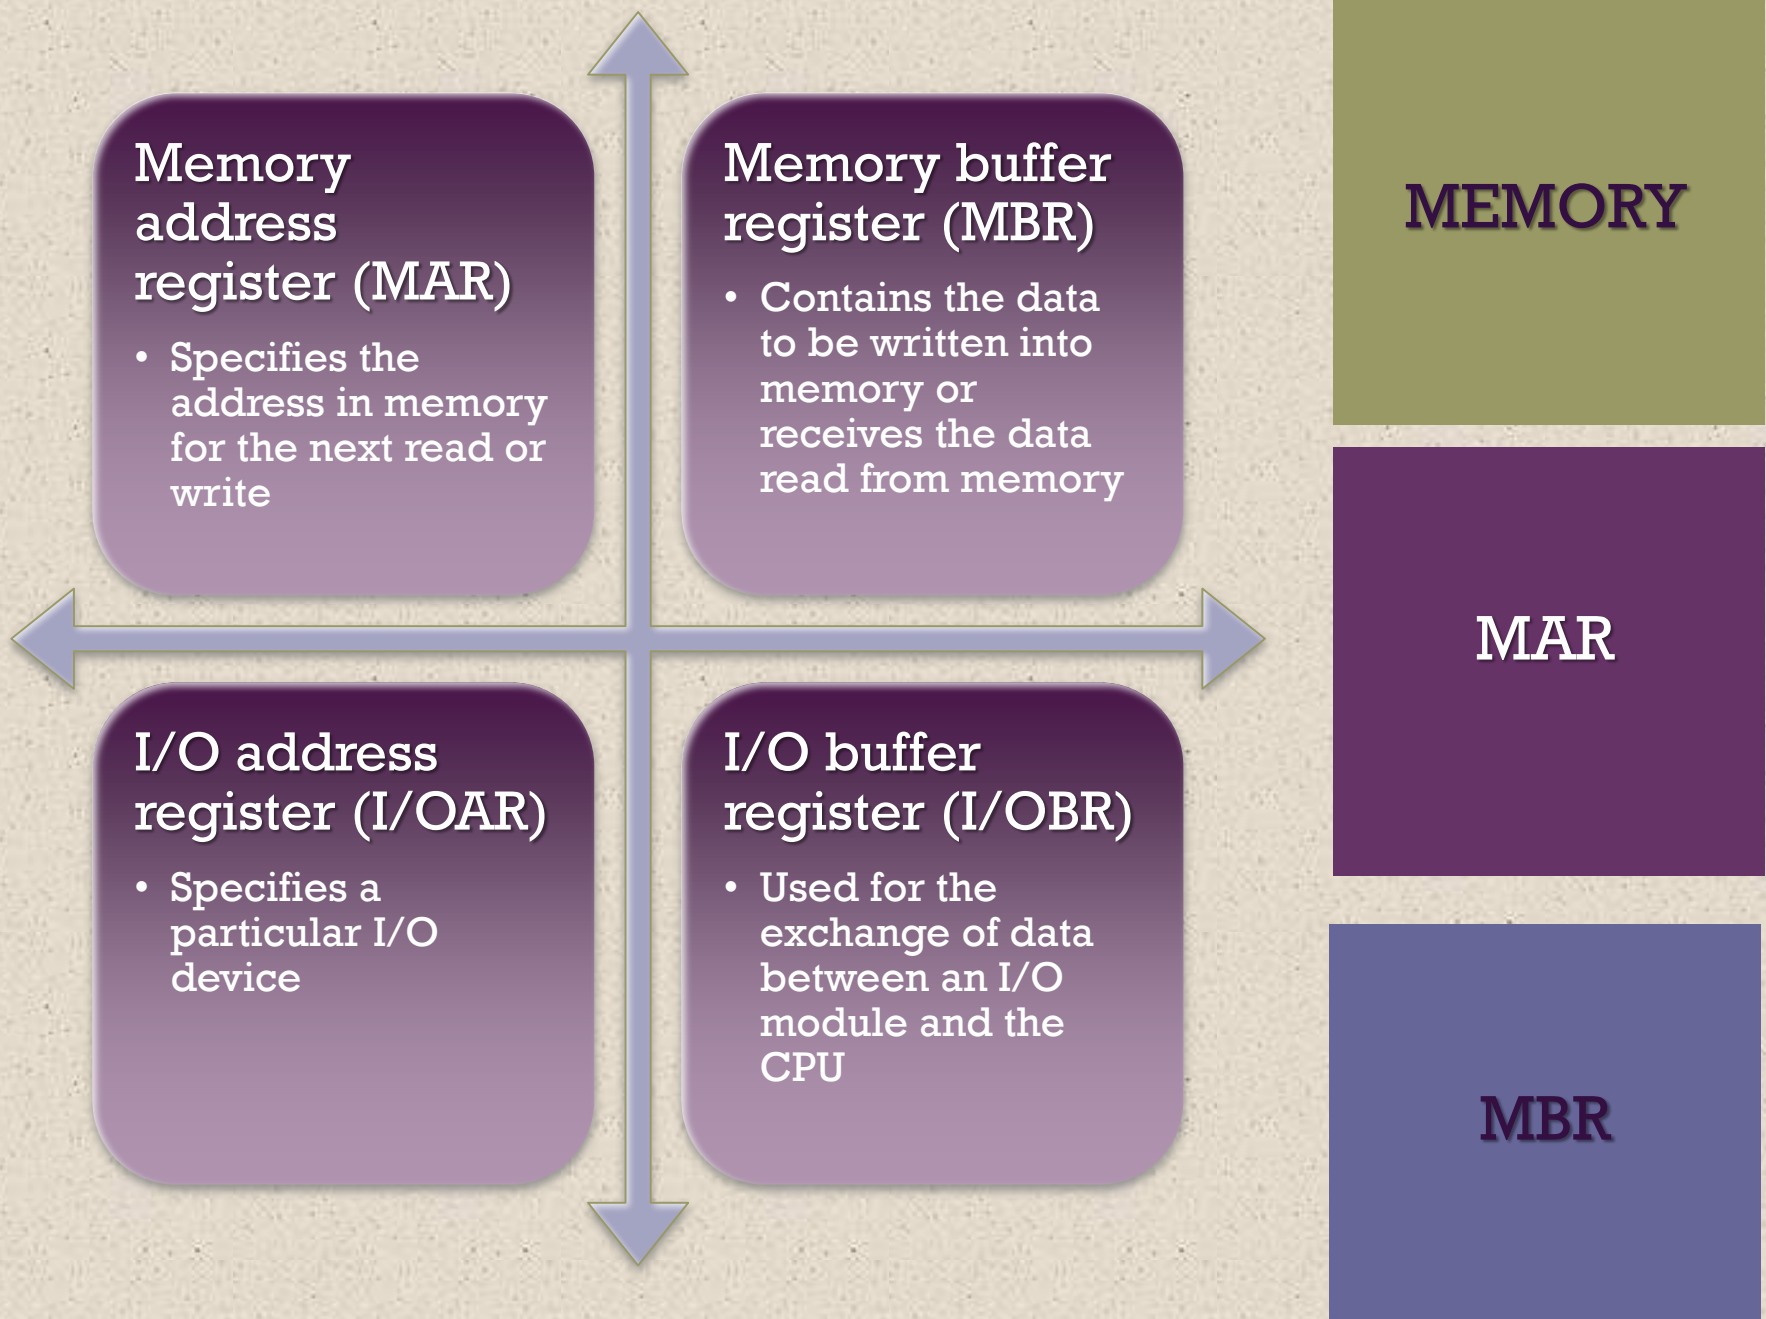 Memory
address
register (MAR)
• Specifies the
address in memory
for the next read or
write
Memory buffer
register (MBR)
• Contains the data
to be written into
memory or
receives the data
read from memory
I/O address
register (I/OAR)
• Specifies a
particular I/O
device
I/O buffer
register (I/OBR)
• Used for the
exchange of data
between an I/O
module and the
CPU
MEMORY
MAR
MBR